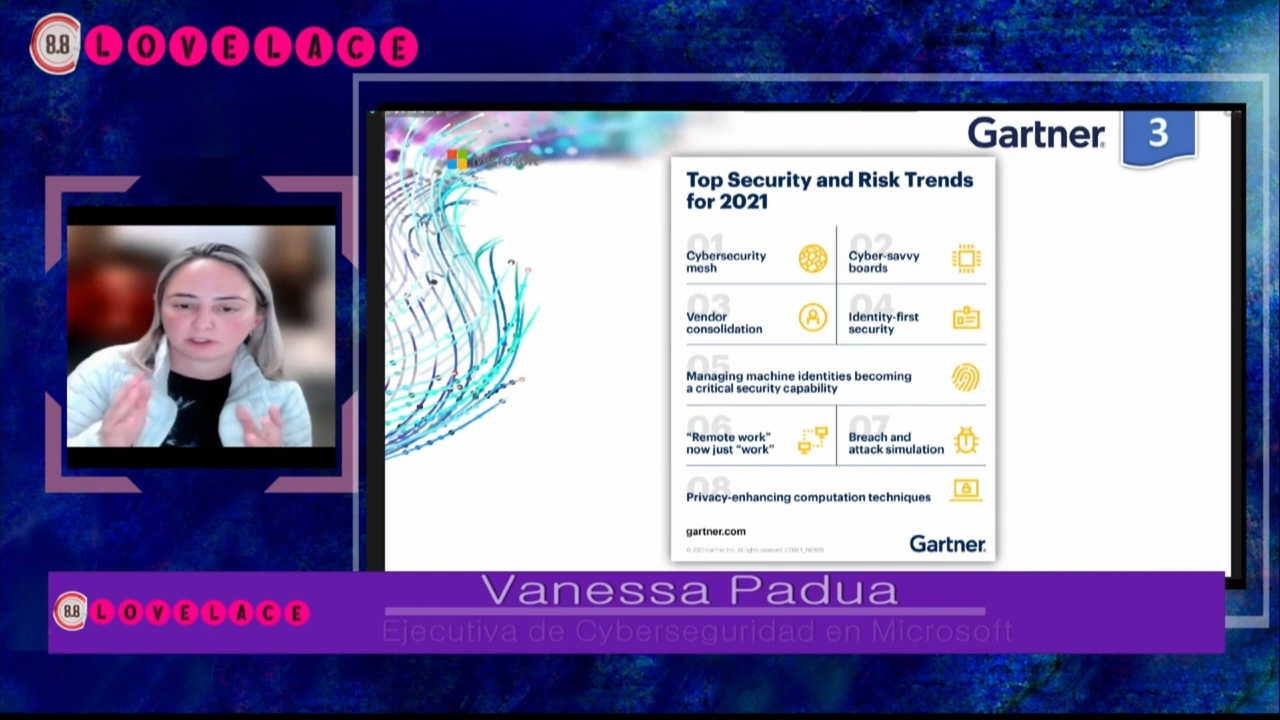 8.8 LOVELACE
Gartner
3
Microsoft
Top Security and Risk Trends
for 2021
01
Cybersecurity
mesh
02
Cyber-savvy
boards
03
Vendor
consolidation
04
Identity-first
security
05
Managing machine identities becoming
a critical security capability
06
“Remote work”
now just “work”
07
Breach and
attack simulation
08
Privacy-enhancing computation techniques
gartner.com
Gartner
Vanessa Padua
8.8 LOVELACE
Ejecutiva de Cyberseguridad en Microsoft